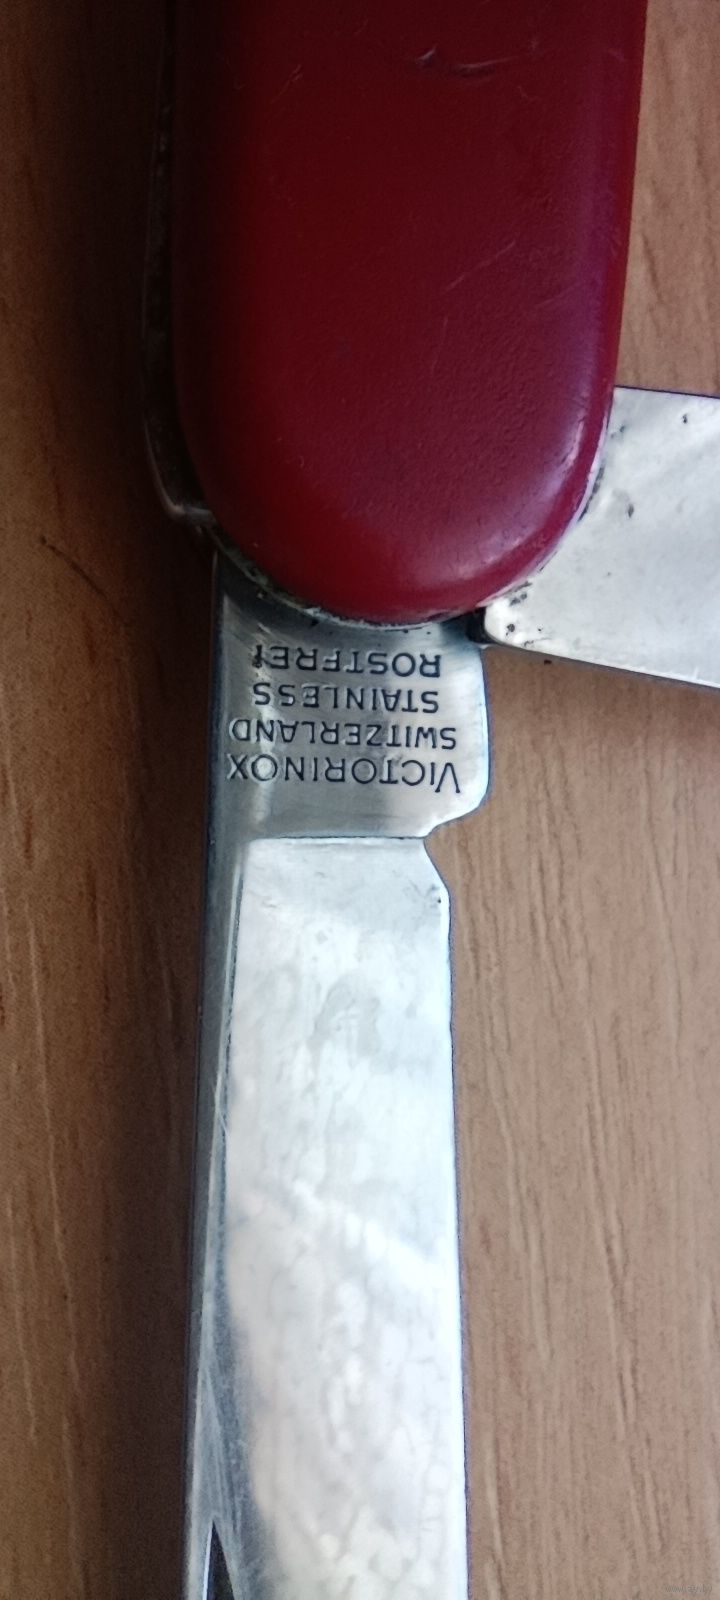 VICTORINOX
SWITZERLAND
STAINLESS
ROSTFREI